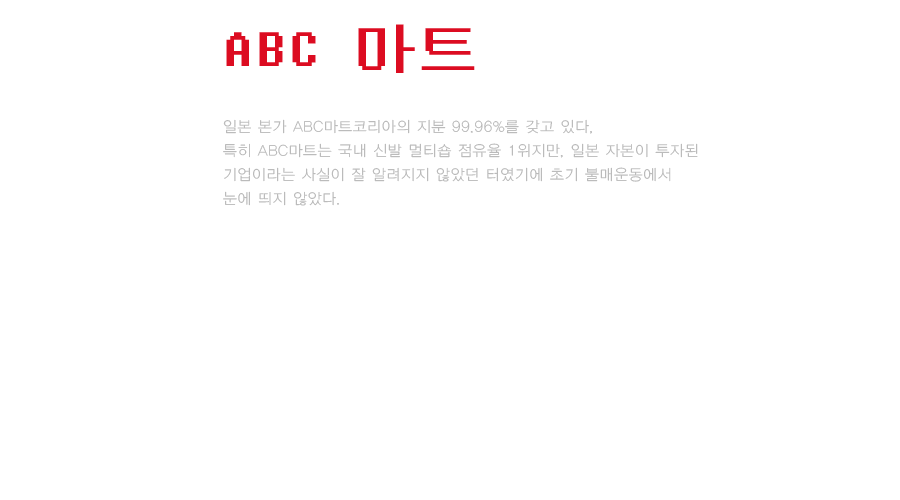 ABC 마트
일본 본가 ABC마트코리아의 지분 99.96%를 갖고 있다.
특히 ABC마트는 국내 신발 멀티숍 점유율 1위지만, 일본 자본이 투자된
기업이라는 사실이 잘 알려지지 않았던 터였기에 초기 불매운동에서
눈에 띄지 않았다.